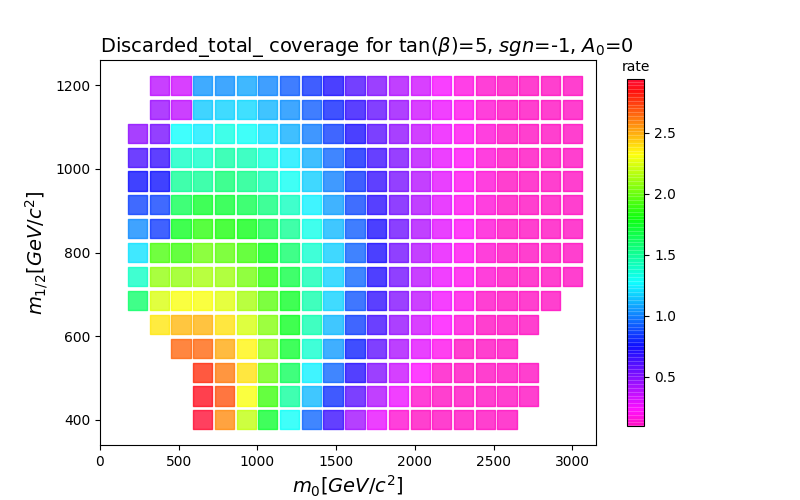 Discarded_total_ coverage for tan(β)=5, sgn=-1, A₀=0
rate
1200
1000
800
600
400
m₁/₂[GeV/c²]
2.5
2.0
1.5
1.0
0.5
0 500 1000 1500 2000 2500 3000
m₀[GeV/c²]